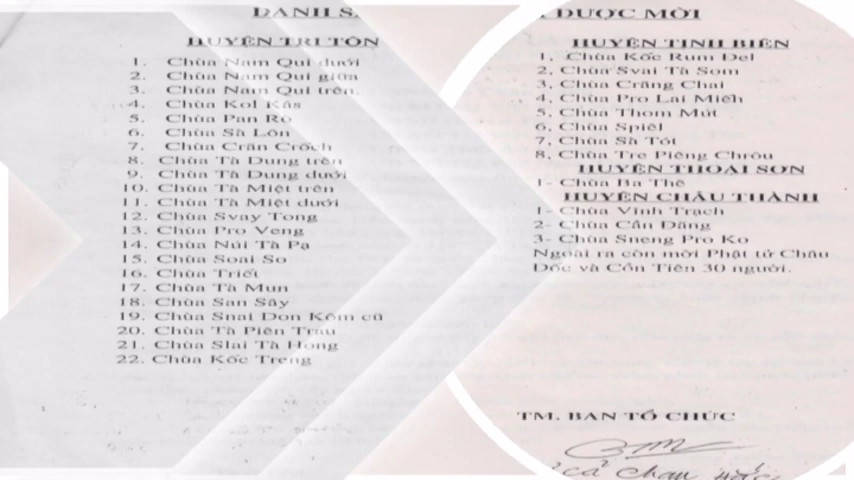 DANH S
ĐƯỢC MỜI
HUYỆN TRI TÔN
1. Chùa Nam Qui dưới
2. Chùa Nam Qui giữa
3. Chùa Nam Qui trên.
4. Chùa Kol Kás
5. Chùa Pan Ro
6. Chùa Sà Lôn
7. Chùa Crăn Crốch
8. Chùa Tà Dung trên
9. Chùa Tà Dung dưới
10. Chùa Tà Miệt trên
11. Chùa Tà Miệt dưới
12. Chùa Svay Tong
13. Chùa Pro Veng
14. Chùa Núi Tà Pạ
15. Chùa Soai So
16. Chùa Triết
17. Chùa Tà Mun
18. Chùa San Sây
19. Chùa Snai Don Kôm cũ
20. Chùa Tà Piên Trau
21. Chùa Slai Tà Hong
22. Chùa Kốc Treng
HUYỆN TỊNH BIÊN
1, Chùa Kốc Rum Đel
2, Chùa Svai Tà Som
3, Chùa Crăng Chai
4, Chùa Pro Lai Miếh
5, Chùa Thom Mút
6, Chùa Spiêl
7, Chùa Sà Tót
8, Chùa Tre Piêng Chrôu
HUYỆN THOẠI SƠN
1- Chùa Ba Thê
HUYỆN CHÂU THÀNH
1- Chùa Vĩnh Trạch
2- Chùa Cần Đăng
3- Chùa Sneng Pro Ko
Ngoài ra còn mời Phật tử Châu
Đốc và Cồn Tiên 30 người.
TM. BAN TỔ CHỨC